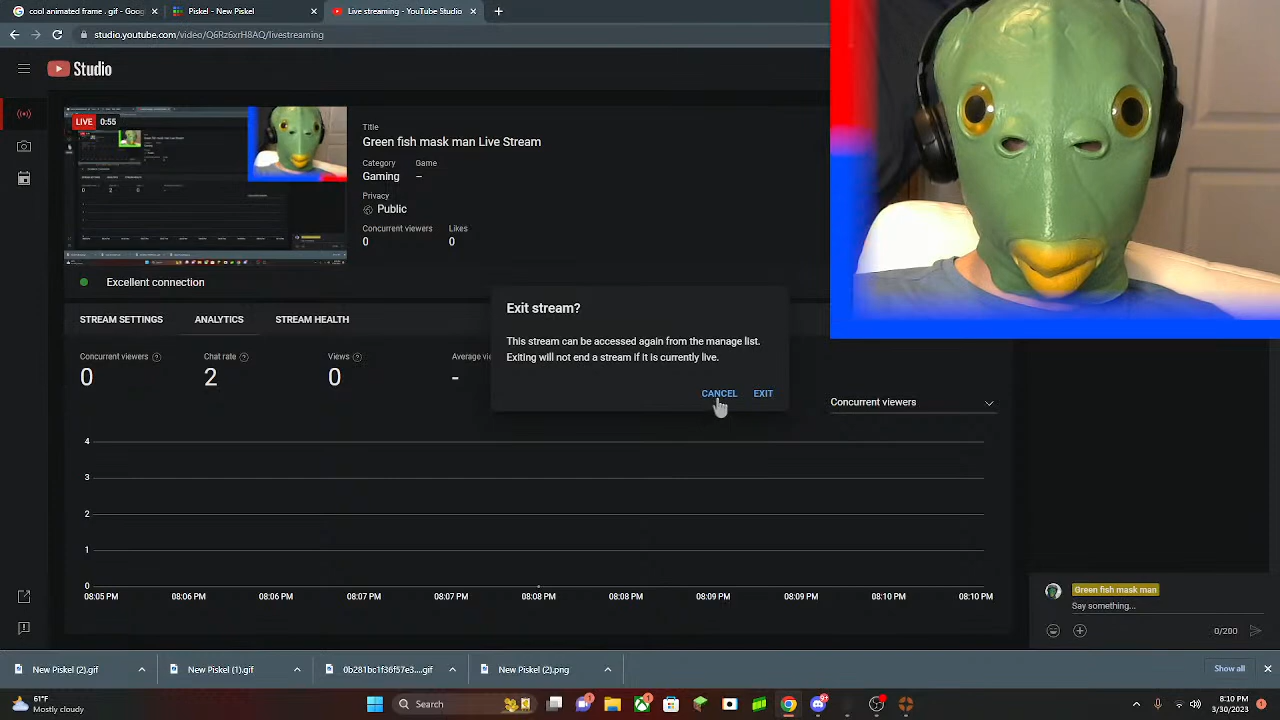 cool animated frame. gif - Goog
Piskel - New Piskel
Live streaming - YouTube Studio
studio.youtube.com/video/Q6Rz6xrH8AQ/livestreaming
Studio
LIVE 0:55
Title
Green fish mask man Live Stream
Category Game
Gaming –
Privacy
Public
Concurrent viewers Likes
0 0
Excellent connection
STREAM SETTINGS ANALYTICS STREAM HEALTH
Exit stream?
This stream can be accessed again from the manage list.
Exiting will not end a stream if it is currently live.
CANCEL EXIT
Concurrent viewers Chat rate Views
0 2 0 -
Concurrent viewers
4
3
2
1
0
08:05 PM 08:06 PM 08:06 PM 08:07 PM 08:07 PM 08:08 PM 08:08 PM 08:09 PM 08:09 PM 08:10 PM 08:10 PM
Green fish mask man
Say something...
0/200
New Piskel (2).gif New Piskel (1).gif 0b281bc1f36f57e3....gif New Piskel (2).png Show all
61°F
Mostly cloudy
Search
8:10 PM
3/30/2023